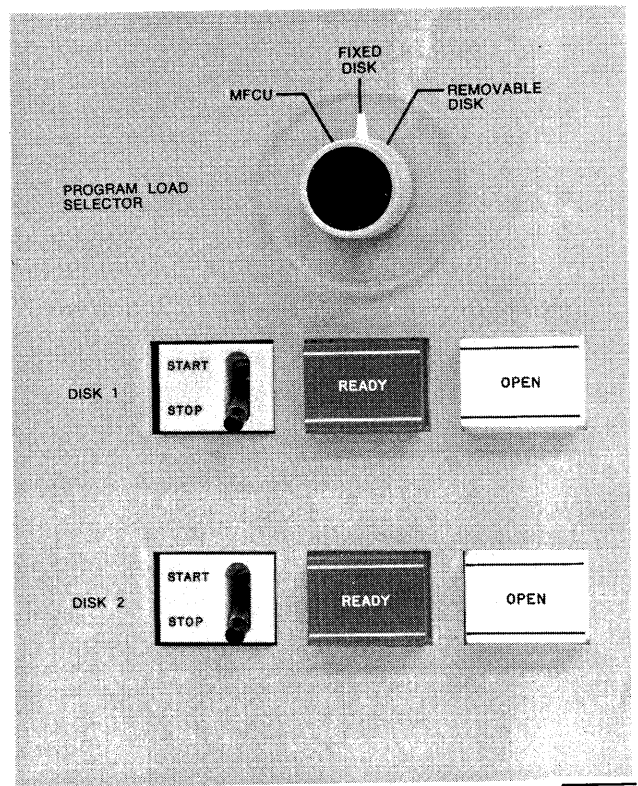 FIXED
DISK
MFCU
REMOVABLE
DISK
PROGRAM LOAD
SELECTOR
DISK 1
START
STOP
READY
OPEN
DISK 2
START
STOP
READY
OPEN